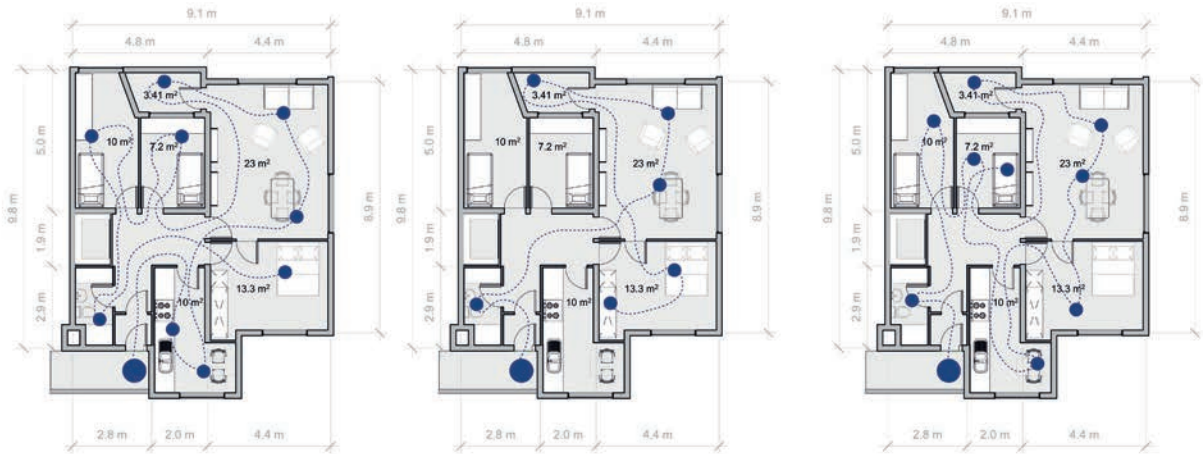 9.1 m
4.8 m
4.4 m
5.0 m
9.8 m
1.9 m
2.9 m
8.9 m
3.41 m²
10 m²
7.2 m²
23 m²
13.3 m²
10 m²
2.8 m
2.0 m
4.4 m
9.1 m
4.8 m
4.4 m
5.0 m
9.8 m
1.9 m
2.9 m
8.9 m
3.41 m²
10 m²
7.2 m²
23 m²
13.3 m²
10 m²
2.8 m
2.0 m
4.4 m
9.1 m
4.8 m
4.4 m
5.0 m
9.8 m
1.9 m
2.9 m
8.9 m
3.41 m²
10 m²
7.2 m²
23 m²
13.3 m²
10 m²
2.8 m
2.0 m
4.4 m